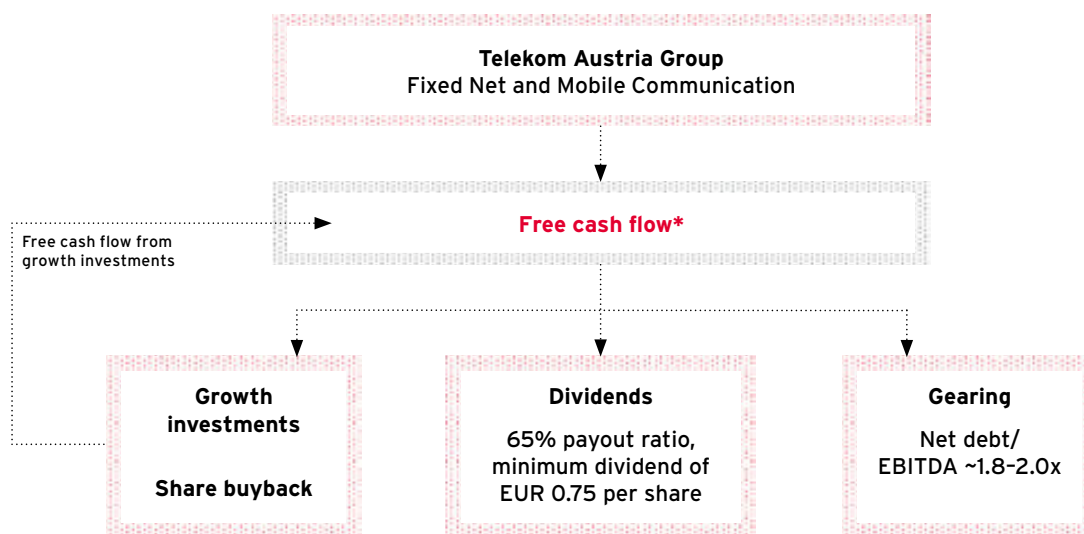 Telekom Austria Group
Fixed Net and Mobile Communication
Free cash flow*
Free cash flow from
growth investments
Growth
investments
Share buyback
Dividends
65% payout ratio,
minimum dividend of
EUR 0.75 per share
Gearing
Net debt/
EBITDA ~1.8–2.0x